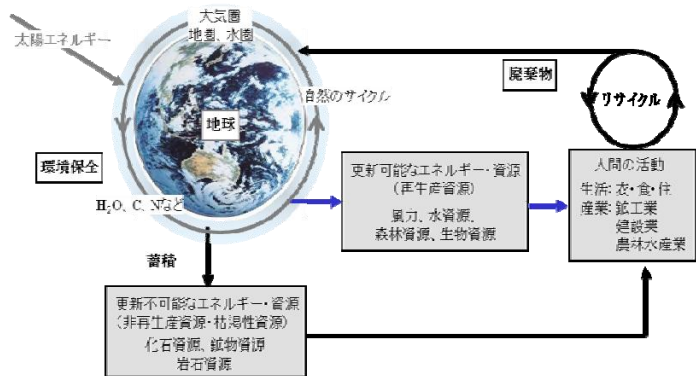 太陽エネルギー
大気圏
地圏、水圏
自然のサイクル
地球
環境保全
H₂O、C、Nなど
蓄積
更新不可能なエネルギー・資源
(非再生産資源・枯渇性資源)
化石資源、鉱物資源
岩石資源
更新可能なエネルギー・資源
(再生産資源)
風力、水資源、
森林資源、生物資源
廃棄物
リサイクル
人間の活動
生活:衣・食・住
産業:鉱工業
建設業
農林水産業